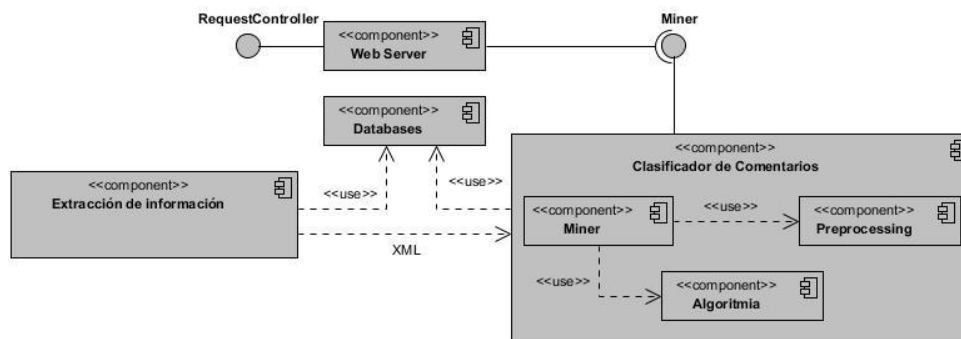 RequestController
Miner
<<component>>
Web Server
<<component>>
Databases
<<component>>
Clasificador de Comentarios
<<component>>
Extracción de información
<<use>>
<<use>>
XML
<<component>>
Miner
<<use>>
<<component>>
Preprocessing
<<use>>
<<component>>
Algoritmia